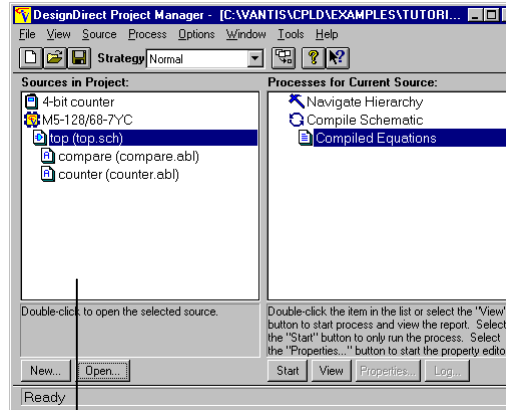 DesignDirect Project Manager - [C:\VANTIS\CPLD\EXAMPLES\TUTORI...
File View Source Process Options Window Tools Help
Strategy Normal
Sources in Project:
4-bit counter
M5-128/68-7YC
top (top.sch)
compare (compare.abl)
counter (counter.abl)
Double-click to open the selected source.
New... Open...
Processes for Current Source:
Navigate Hierarchy
Compile Schematic
Compiled Equations
Double-click the item in the list or select the "View"
button to start process and view the report. Select
the "Start" button to only run the process. Select
the "Properties..." button to start the property edito
Start View Properties... Log...
Ready